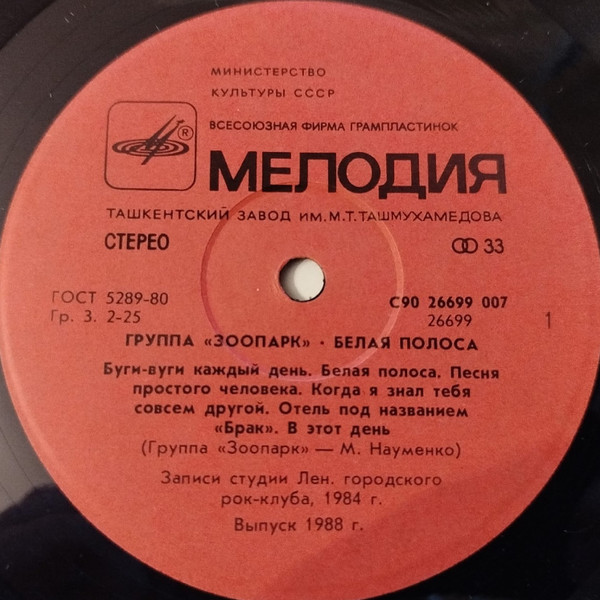 МИНИСТЕРСТВО
КУЛЬТУРЫ СССР
ВСЕСОЮЗНАЯ ФИРМА ГРАМПЛАСТИНОК
®
МЕЛОДИЯ
ТАШКЕНТСКИЙ ЗАВОД ИМ. М.Т. ТАШМУХАМЕДОВА
СТЕРЕО
33
ГОСТ 5289-80
Гр. 3. 2-25
С90 26699 007
26699
1
ГРУППА «ЗООПАРК» · БЕЛАЯ ПОЛОСА
Буги-вуги каждый день. Белая полоса. Песня
простого человека. Когда я знал тебя
совсем другой. Отель под названием
«Брак». В этот день
(Группа «Зоопарк» — М. Науменко)
Записи студии Лен. городского
рок-клуба, 1984 г.
Выпуск 1988 г.